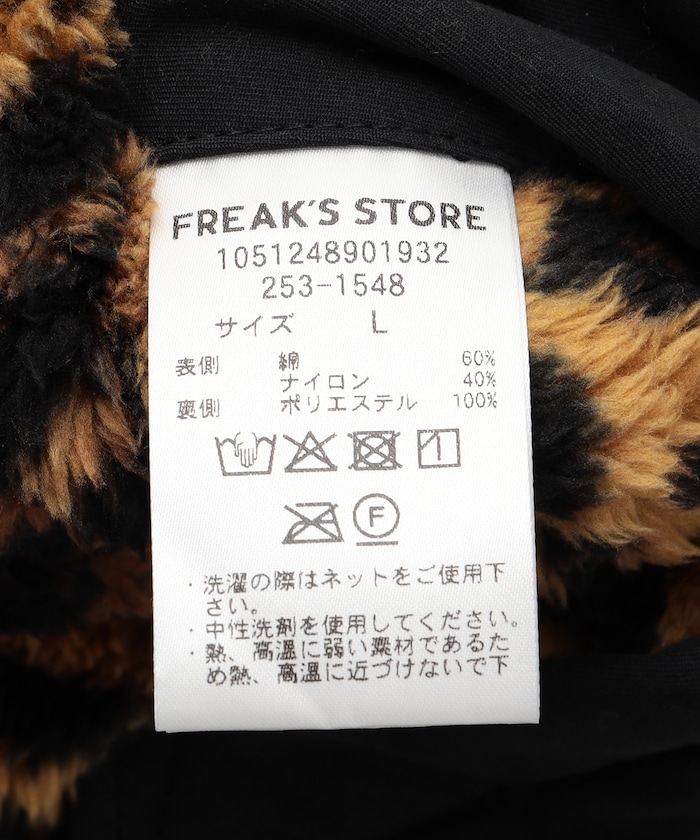 FREAK'S STORE
1051248901932
253-1548
サイズ L
表側 綿 60%
ナイロン 40%
裏側 ポリエステル 100%
F
・洗濯の際はネットをご使用下
さい。
・中性洗剤を使用してください。
・熱、高温に弱い素材であるた
め熱、高温に近づけないで下